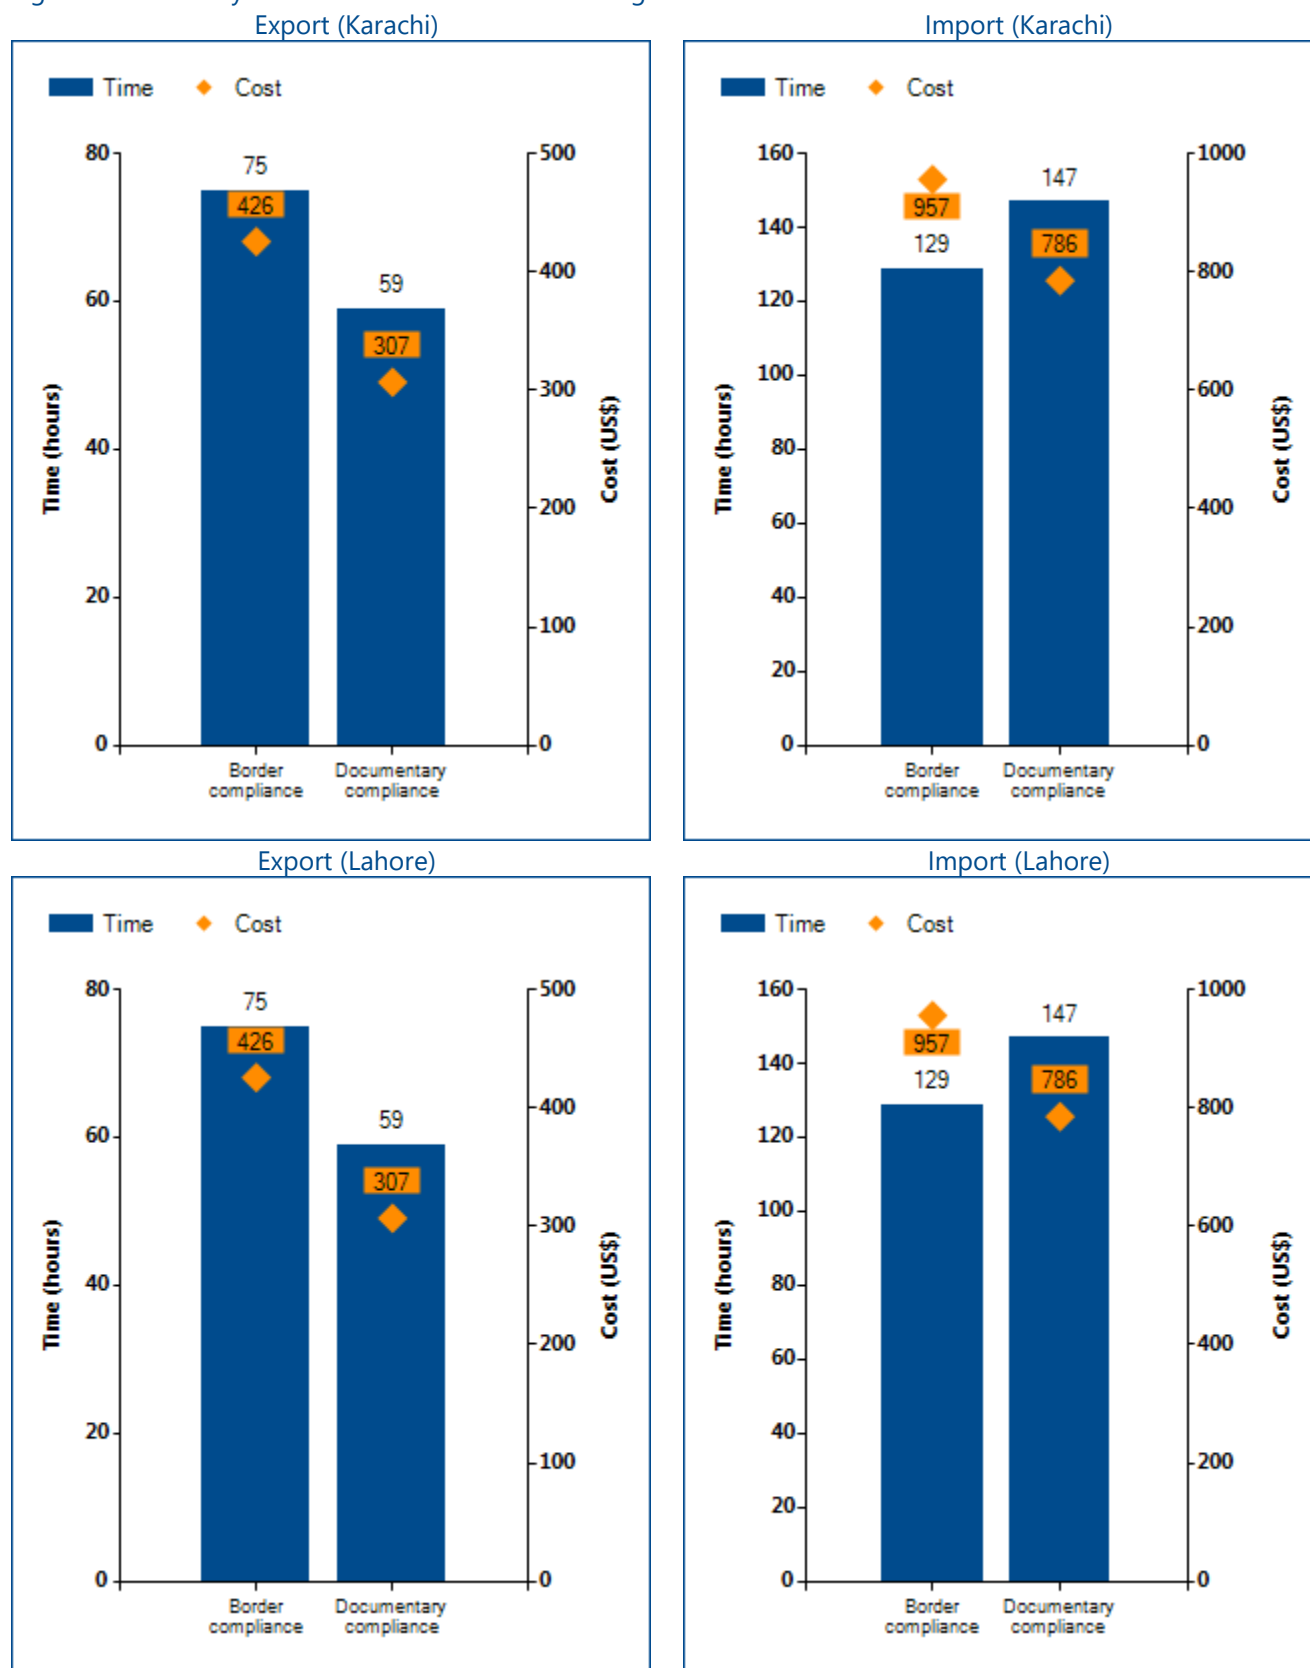 Export (Karachi)
Time Cost
80
60
40
20
0
500
400
300
200
100
0
75
426
59
307
Time (hours)
Cost (US$)
Border
compliance
Documentary
compliance
Import (Karachi)
Time Cost
160
140
120
100
80
60
40
20
0
1000
800
600
400
200
0
957
129
147
786
Time (hours)
Cost (US$)
Border
compliance
Documentary
compliance
Export (Lahore)
Time Cost
80
60
40
20
0
500
400
300
200
100
0
75
426
59
307
Time (hours)
Cost (US$)
Border
compliance
Documentary
compliance
Import (Lahore)
Time Cost
160
140
120
100
80
60
40
20
0
1000
800
600
400
200
0
957
129
147
786
Time (hours)
Cost (US$)
Border
compliance
Documentary
compliance